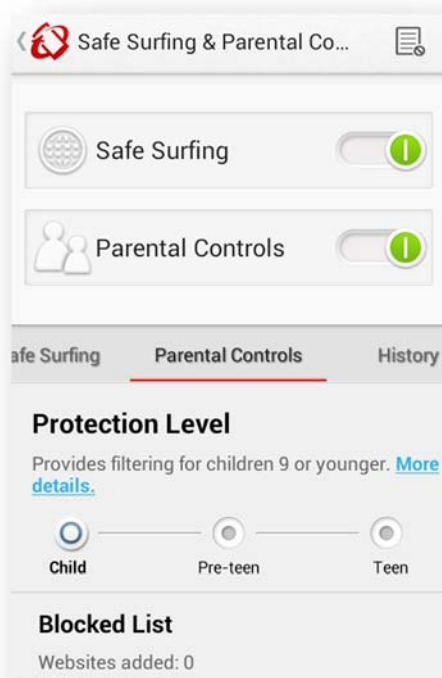 Safe Surfing & Parental Co...
Safe Surfing
Parental Controls
afe Surfing Parental Controls History
Protection Level
Provides filtering for children 9 or younger. More
details.
Child Pre-teen Teen
Blocked List
Websites added: 0